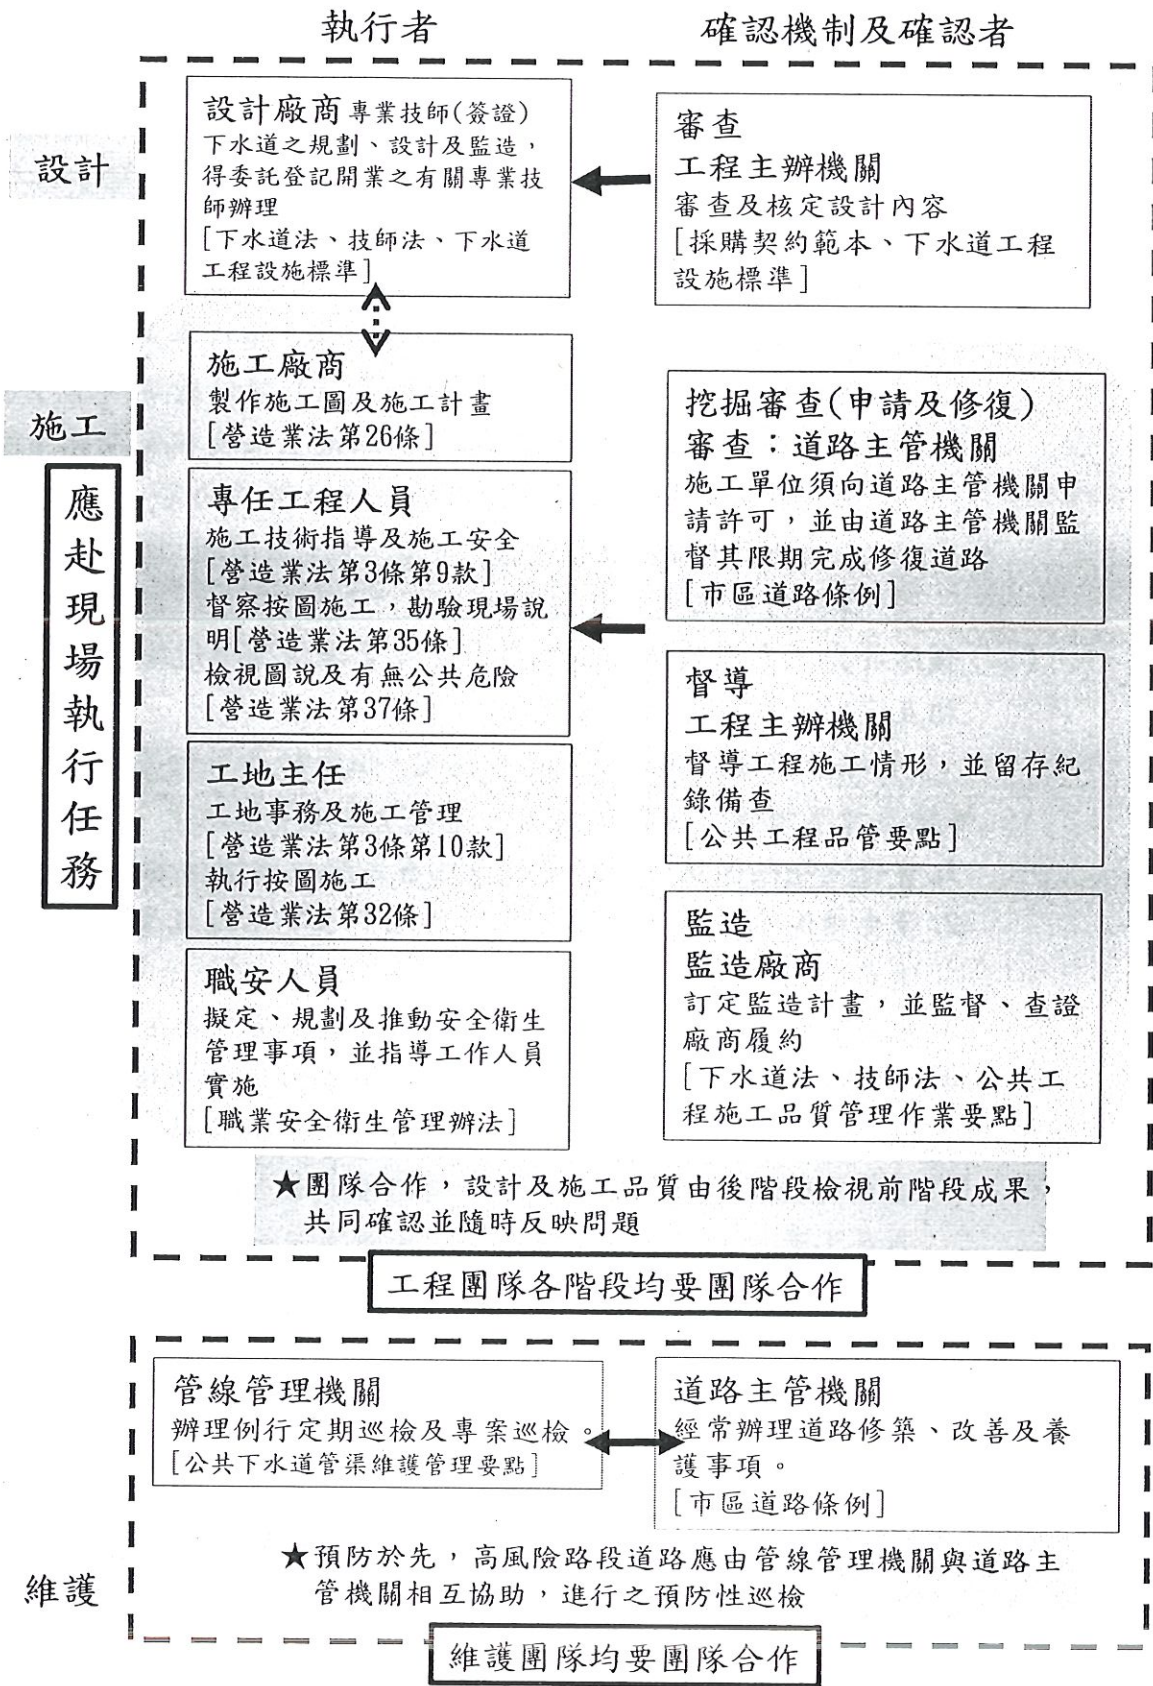 執行者
確認機制及確認者
設計
設計廠商 專業技師(簽證)
下水道之規劃、設計及監造，
得委託登記開業之有關專業技
師辦理
[下水道法、技師法、下水道
工程設施標準]
審查
工程主辦機關
審查及核定設計內容
[採購契約範本、下水道工程
設施標準]
施工
應赴現場執行任務
施工廠商
製作施工圖及施工計畫
[營造業法第26條]
專任工程人員
施工技術指導及施工安全
[營造業法第3條第9款]
督察按圖施工，勘驗現場說
明[營造業法第35條]
檢視圖說及有無公共危險
[營造業法第37條]
工地主任
工地事務及施工管理
[營造業法第3條第10款]
執行按圖施工
[營造業法第32條]
職安人員
擬定、規劃及推動安全衛生
管理事項，並指導工作人員
實施
[職業安全衛生管理辦法]
挖掘審查(申請及修復)
審查：道路主管機關
施工單位須向道路主管機關申
請許可，並由道路主管機關監
督其限期完成修復道路
[市區道路條例]
督導
工程主辦機關
督導工程施工情形，並留存紀
錄備查
[公共工程品管要點]
監造
監造廠商
訂定監造計畫，並監督、查證
廠商履約
[下水道法、技師法、公共工
程施工品質管理作業要點]
★團隊合作，設計及施工品質由後階段檢視前階段成果，
共同確認並隨時反映問題
工程團隊各階段均要團隊合作
維護
管線管理機關
辦理例行定期巡檢及專案巡檢。
[公共下水道管渠維護管理要點]
道路主管機關
經常辦理道路修築、改善及養
護事項。
[市區道路條例]
★預防於先，高風險路段道路應由管線管理機關與道路主
管機關相互協助，進行之預防性巡檢
維護團隊均要團隊合作